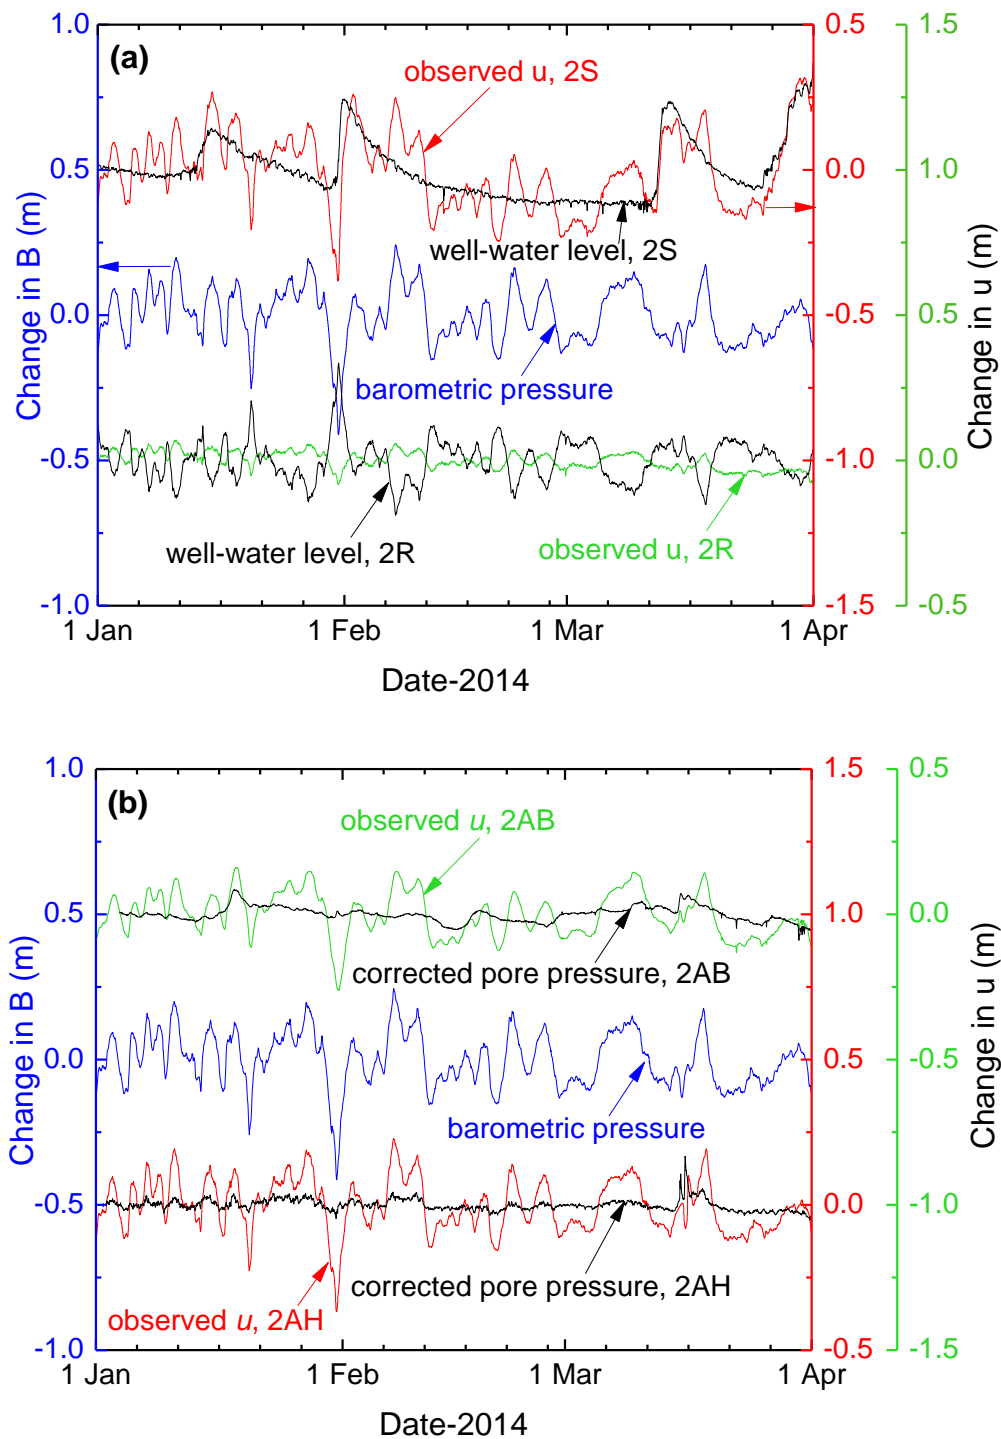 (a)
1.0
0.5
0.0
-0.5
-1.0
Change in B (m)
0.5
0.0
-0.5
-1.0
-1.5
1.5
1.0
0.5
0.0
-0.5
Change in u (m)
observed u, 2S
well-water level, 2S
barometric pressure
well-water level, 2R
observed u, 2R
1 Jan
1 Feb
1 Mar
1 Apr
Date-2014
(b)
1.0
0.5
0.0
-0.5
-1.0
Change in B (m)
1.5
1.0
0.5
0.0
-0.5
0.5
0.0
-0.5
-1.0
-1.5
Change in u (m)
observed u, 2AB
corrected pore pressure, 2AB
barometric pressure
corrected pore pressure, 2AH
observed u, 2AH
1 Jan
1 Feb
1 Mar
1 Apr
Date-2014